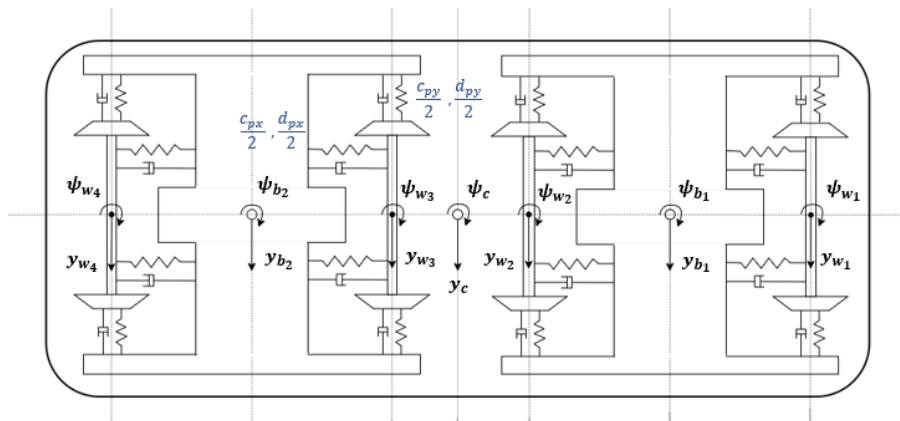 c_py/2 , d_py/2
c_px/2 , d_px/2
ψ_w4 ψ_b2 ψ_w3 ψ_c ψ_w2 ψ_b1 ψ_w1
y_w4 y_b2 y_w3 y_c y_w2 y_b1 y_w1